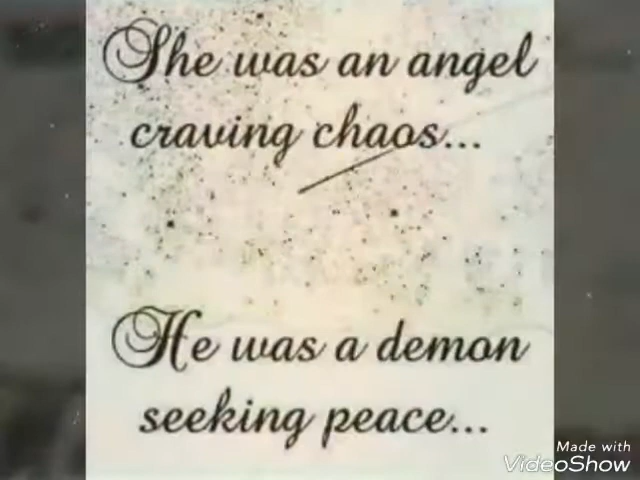 She was an angel
craving chaos...
He was a demon
seeking peace...
Made with
VideoShow